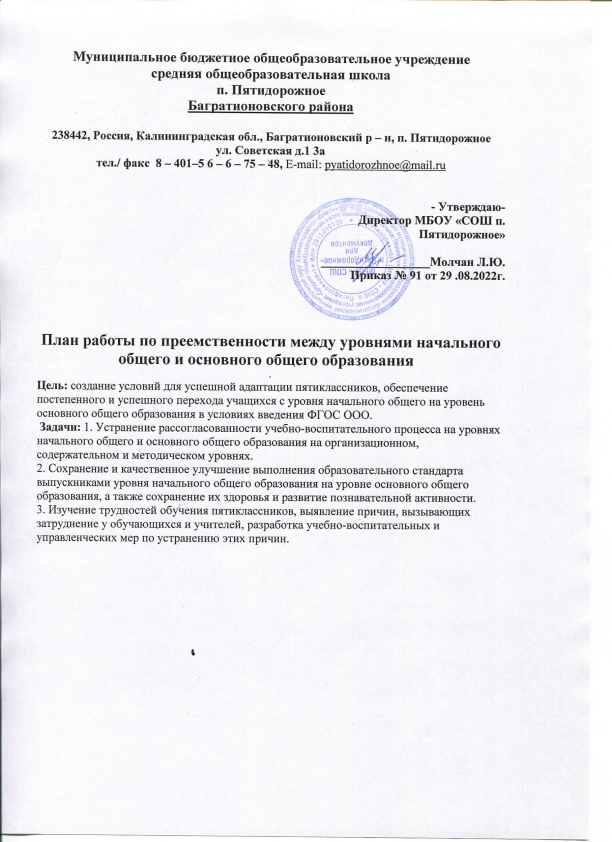 Муниципальное бюджетное общеобразовательное учреждение
средняя общеобразовательная школа
п. Пятидорожное
Багратионовского района
238442, Россия, Калининградская обл., Багратионовский р – н, п. Пятидорожное
ул. Советская д.1 3а
тел./ факс 8 – 401–5 6 – 6 – 75 – 48, E-mail: pyatidorozhnoe@mail.ru
- Утверждаю-
Директор МБОУ «СОШ п.
Пятидорожное»
Молчан Л.Ю.
Приказ № 91 от 29 .08.2022г.
для
документов
План работы по преемственности между уровнями начального
общего и основного общего образования
Цель: создание условий для успешной адаптации пятиклассников, обеспечение
постепенного и успешного перехода учащихся с уровня начального общего на уровень
основного общего образования в условиях введения ФГОС ООО.
Задачи: 1. Устранение рассогласованности учебно-воспитательного процесса на уровнях
начального общего и основного общего образования на организационном,
содержательном и методическом уровнях.
2. Сохранение и качественное улучшение выполнения образовательного стандарта
выпускниками уровня начального общего образования на уровне основного общего
образования, а также сохранение их здоровья и развитие познавательной активности.
3. Изучение трудностей обучения пятиклассников, выявление причин, вызывающих
затруднение у обучающихся и учителей, разработка учебно-воспитательных и
управленческих мер по устранению этих причин.